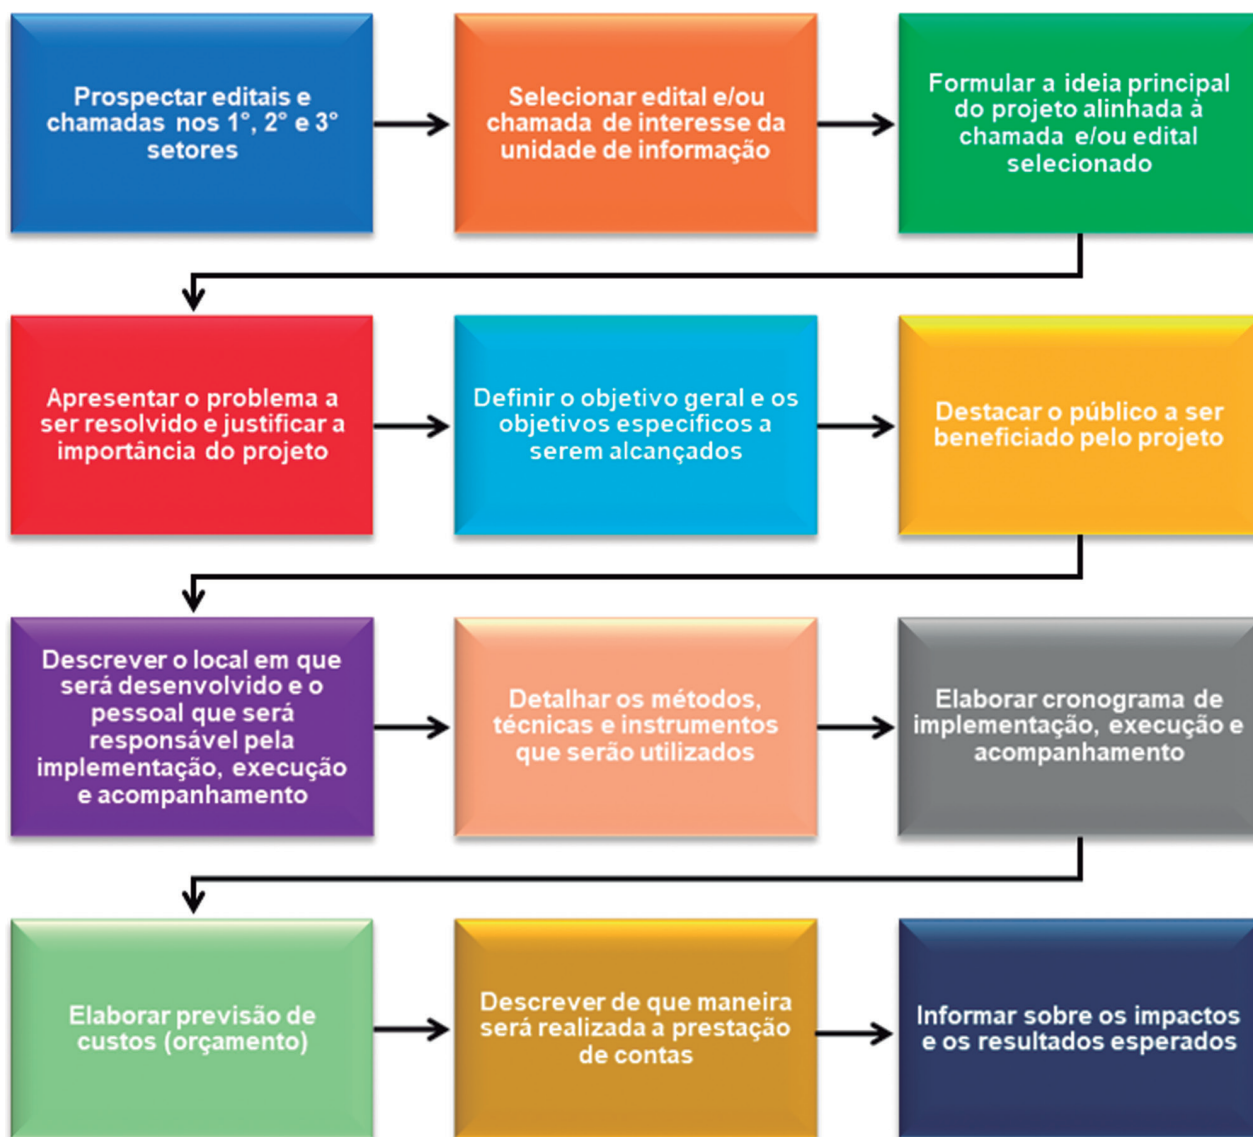 Prospectar editais e
chamadas nos 1°, 2° e 3°
setores
Selecionar edital e/ou
chamada de interesse da
unidade de informação
Formular a ideia principal
do projeto alinhada à
chamada e/ou edital
selecionado
Apresentar o problema a
ser resolvido e justificar a
importância do projeto
Definir o objetivo geral e os
objetivos específicos a
serem alcançados
Destacar o público a ser
beneficiado pelo projeto
Descrever o local em que
será desenvolvido e o
pessoal que será
responsável pela
implementação, execução
e acompanhamento
Detalhar os métodos,
técnicas e instrumentos
que serão utilizados
Elaborar cronograma de
implementação, execução e
acompanhamento
Elaborar previsão de
custos (orçamento)
Descrever de que maneira
será realizada a prestação
de contas
Informar sobre os impactos
e os resultados esperados